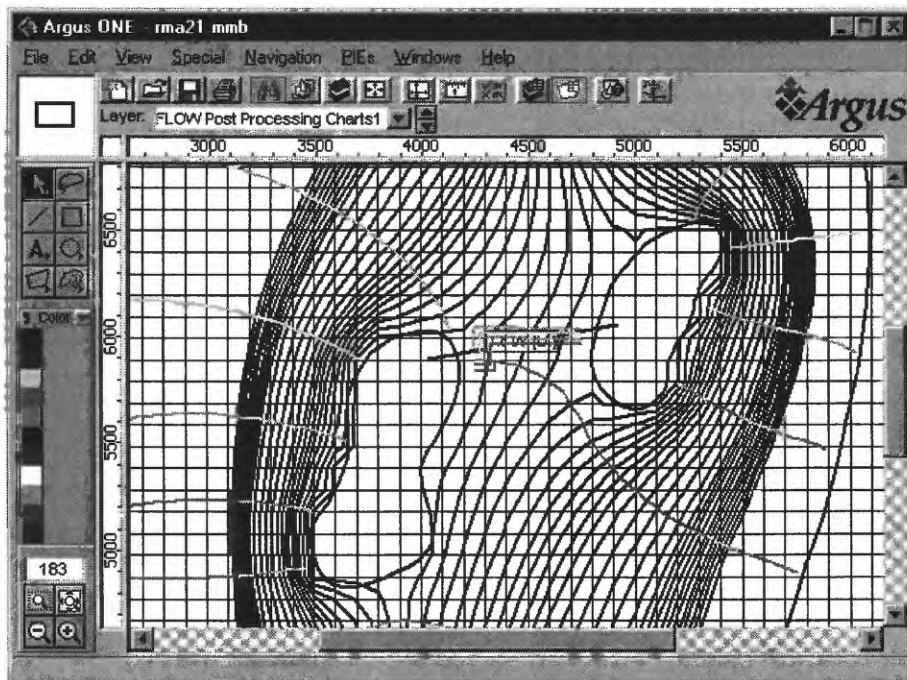 Argus ONE - rma21 mmb
File Edit View Special Navigation PIEs Windows Help
Argus
Layer: FLOW Post Processing Charts1
3000 3500 4000 4500 5000 5500 6000
6500
6000
5500
5000
A
Color
183